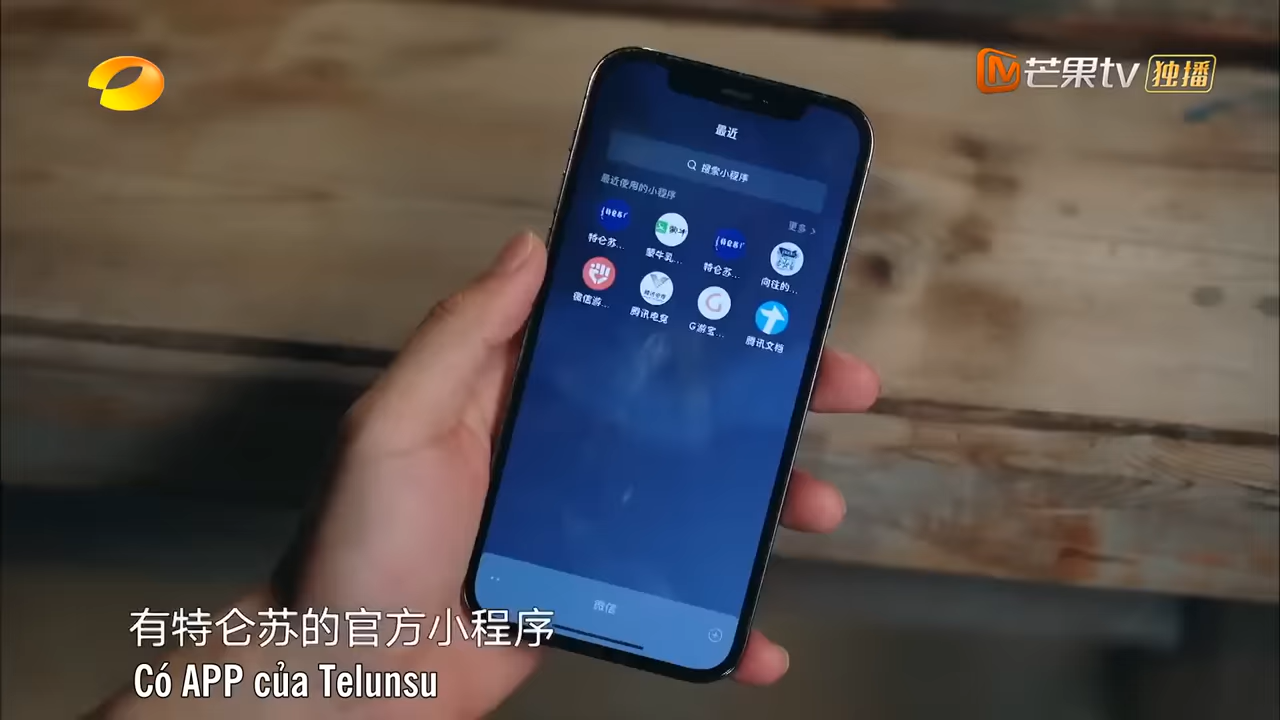 芒果tv 独播
最近
搜索小程序
最近使用的小程序
更多 >
特仑苏...
蒙牛乳...
特仑苏...
向往的...
微信游...
腾讯电竞
G游宝...
腾讯文档
微信
有特仑苏的官方小程序
Có APP của Telunsu